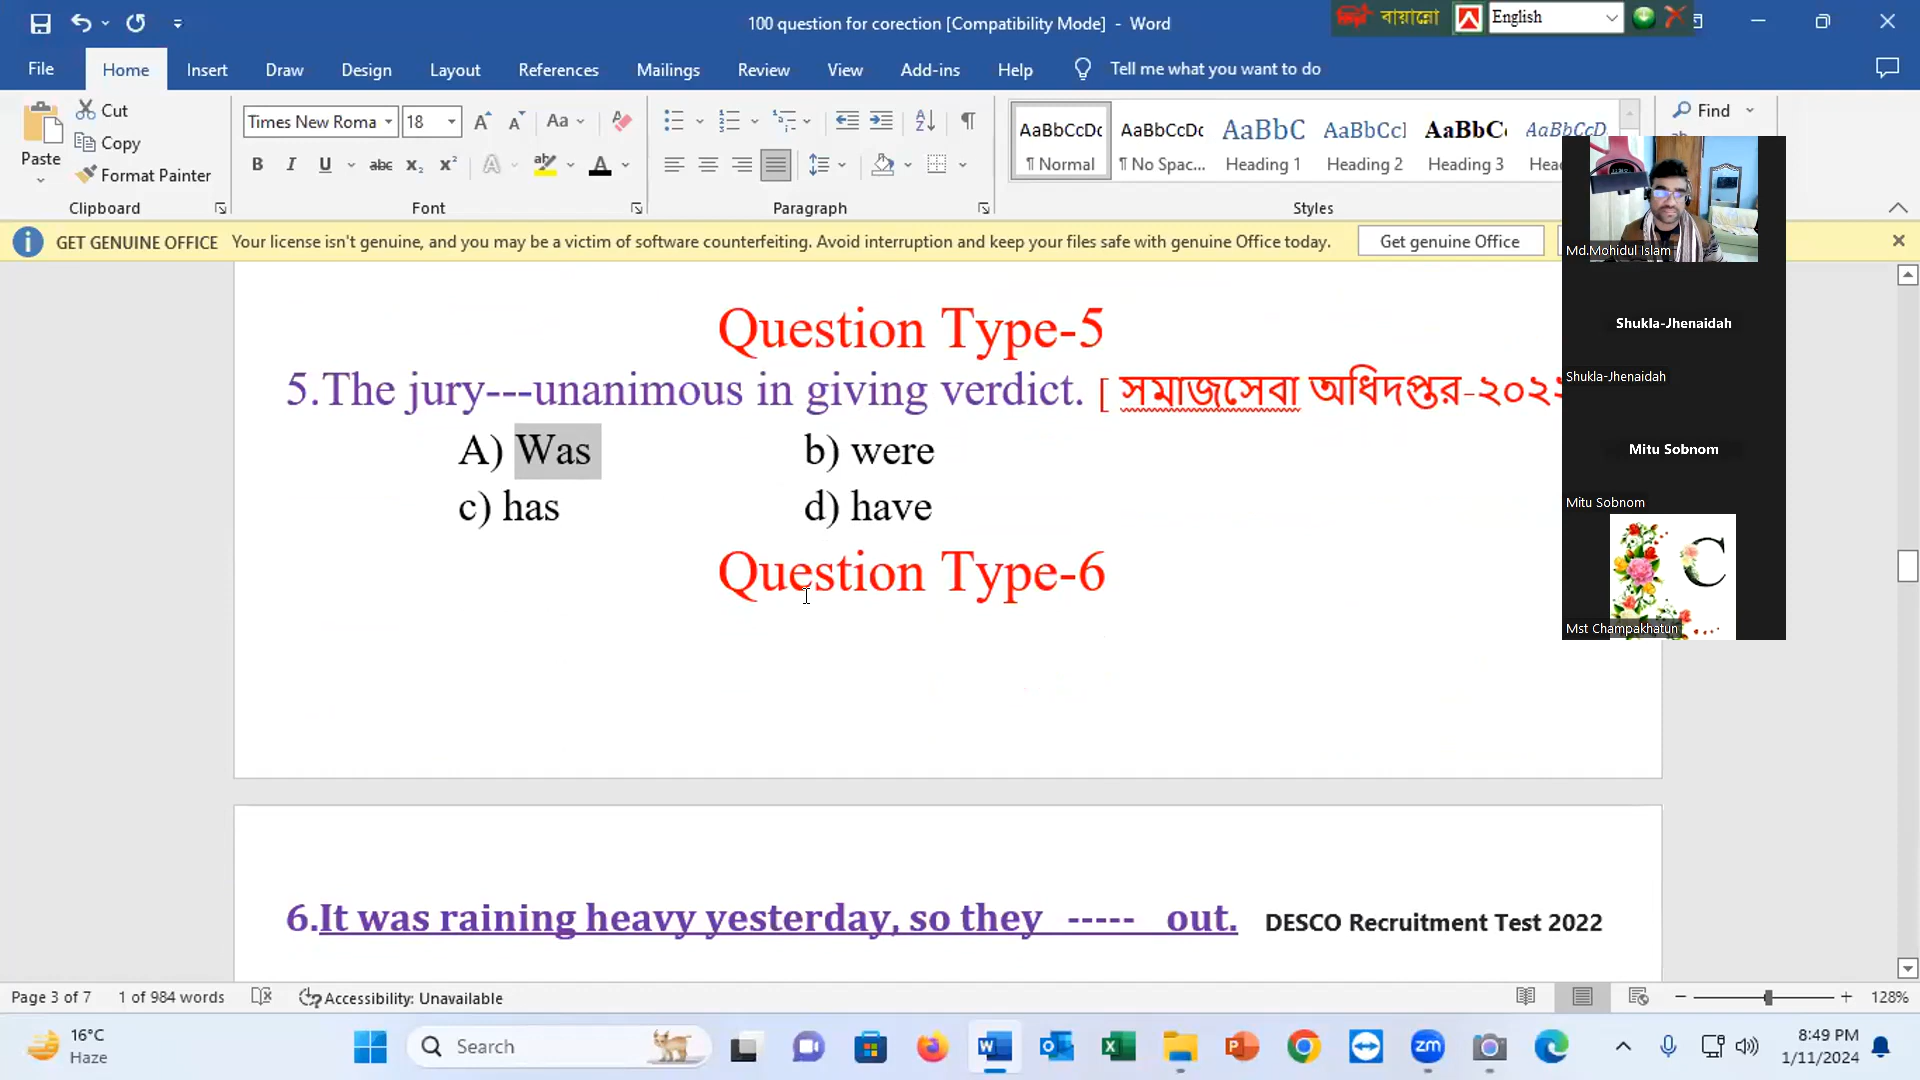 100 question for corection [Compatibility Mode] - Word
বায়ান্নো
English
File Home Insert Draw Design Layout References Mailings Review View Add-ins Help Tell me what you want to do
Paste
Cut
Copy
Format Painter
Clipboard
Times New Roma
18
Font
Paragraph
AaBbCcDc AaBbCcDc AaBbC AaBbCcI AaBbC AaBbCcD
¶ Normal ¶ No Spac... Heading 1 Heading 2 Heading 3 Hea
Styles
Find
GET GENUINE OFFICE Your license isn't genuine, and you may be a victim of software counterfeiting. Avoid interruption and keep your files safe with genuine Office today. Get genuine Office
Md.Mohidul Islam
Shukla-Jhenaidah
Shukla-Jhenaidah
Mitu Sobnom
Mitu Sobnom
C
Mst Champakhatun
Question Type-5
5.The jury---unanimous in giving verdict. [ সমাজসেবা অধিদপ্তর-২০২
A) Was b) were
c) has d) have
Question Type-6
6.It was raining heavy yesterday, so they ----- out. DESCO Recruitment Test 2022
Page 3 of 7 1 of 984 words Accessibility: Unavailable 128%
16°C
Haze
Search
8:49 PM
1/11/2024